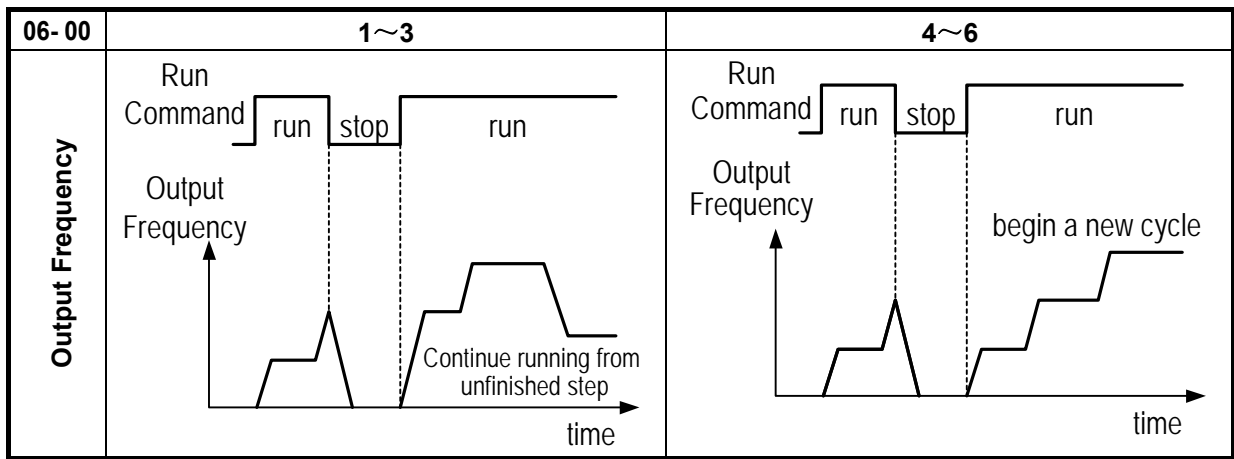 06- 00
1～3
4～6
Output Frequency
Run
Command
run
stop
run
Output
Frequency
Continue running from
unfinished step
time
Run
Command
run
stop
run
Output
Frequency
begin a new cycle
time